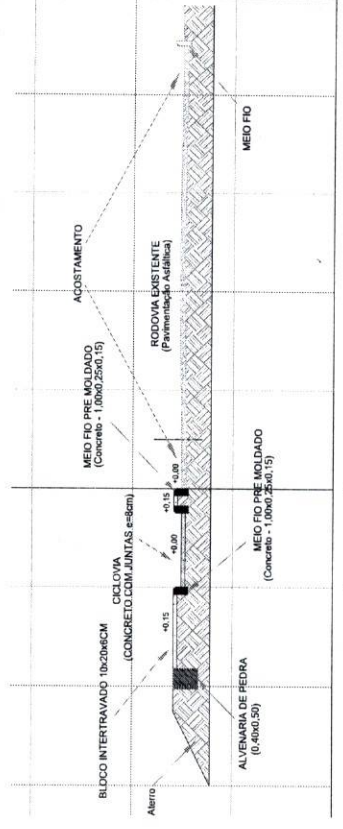 ACOSTAMENTO
MEIO FIO PRE MOLDADO
(Concreto - 1,00x0,25x0,15)
CICLOVIA
(CONCRETO COM JUNTAS e=8cm)
BLOCO INTERTRAVADO 10x20x6CM
RODOVIA EXISTENTE
(Pavimentação Asfáltica)
+0,15
+0,00
+0,15
+0,00
Aterro
ALVENARIA DE PEDRA
(0,40x0,50)
MEIO FIO PRE MOLDADO
(Concreto - 1,00x0,25x0,15)
MEIO FIO